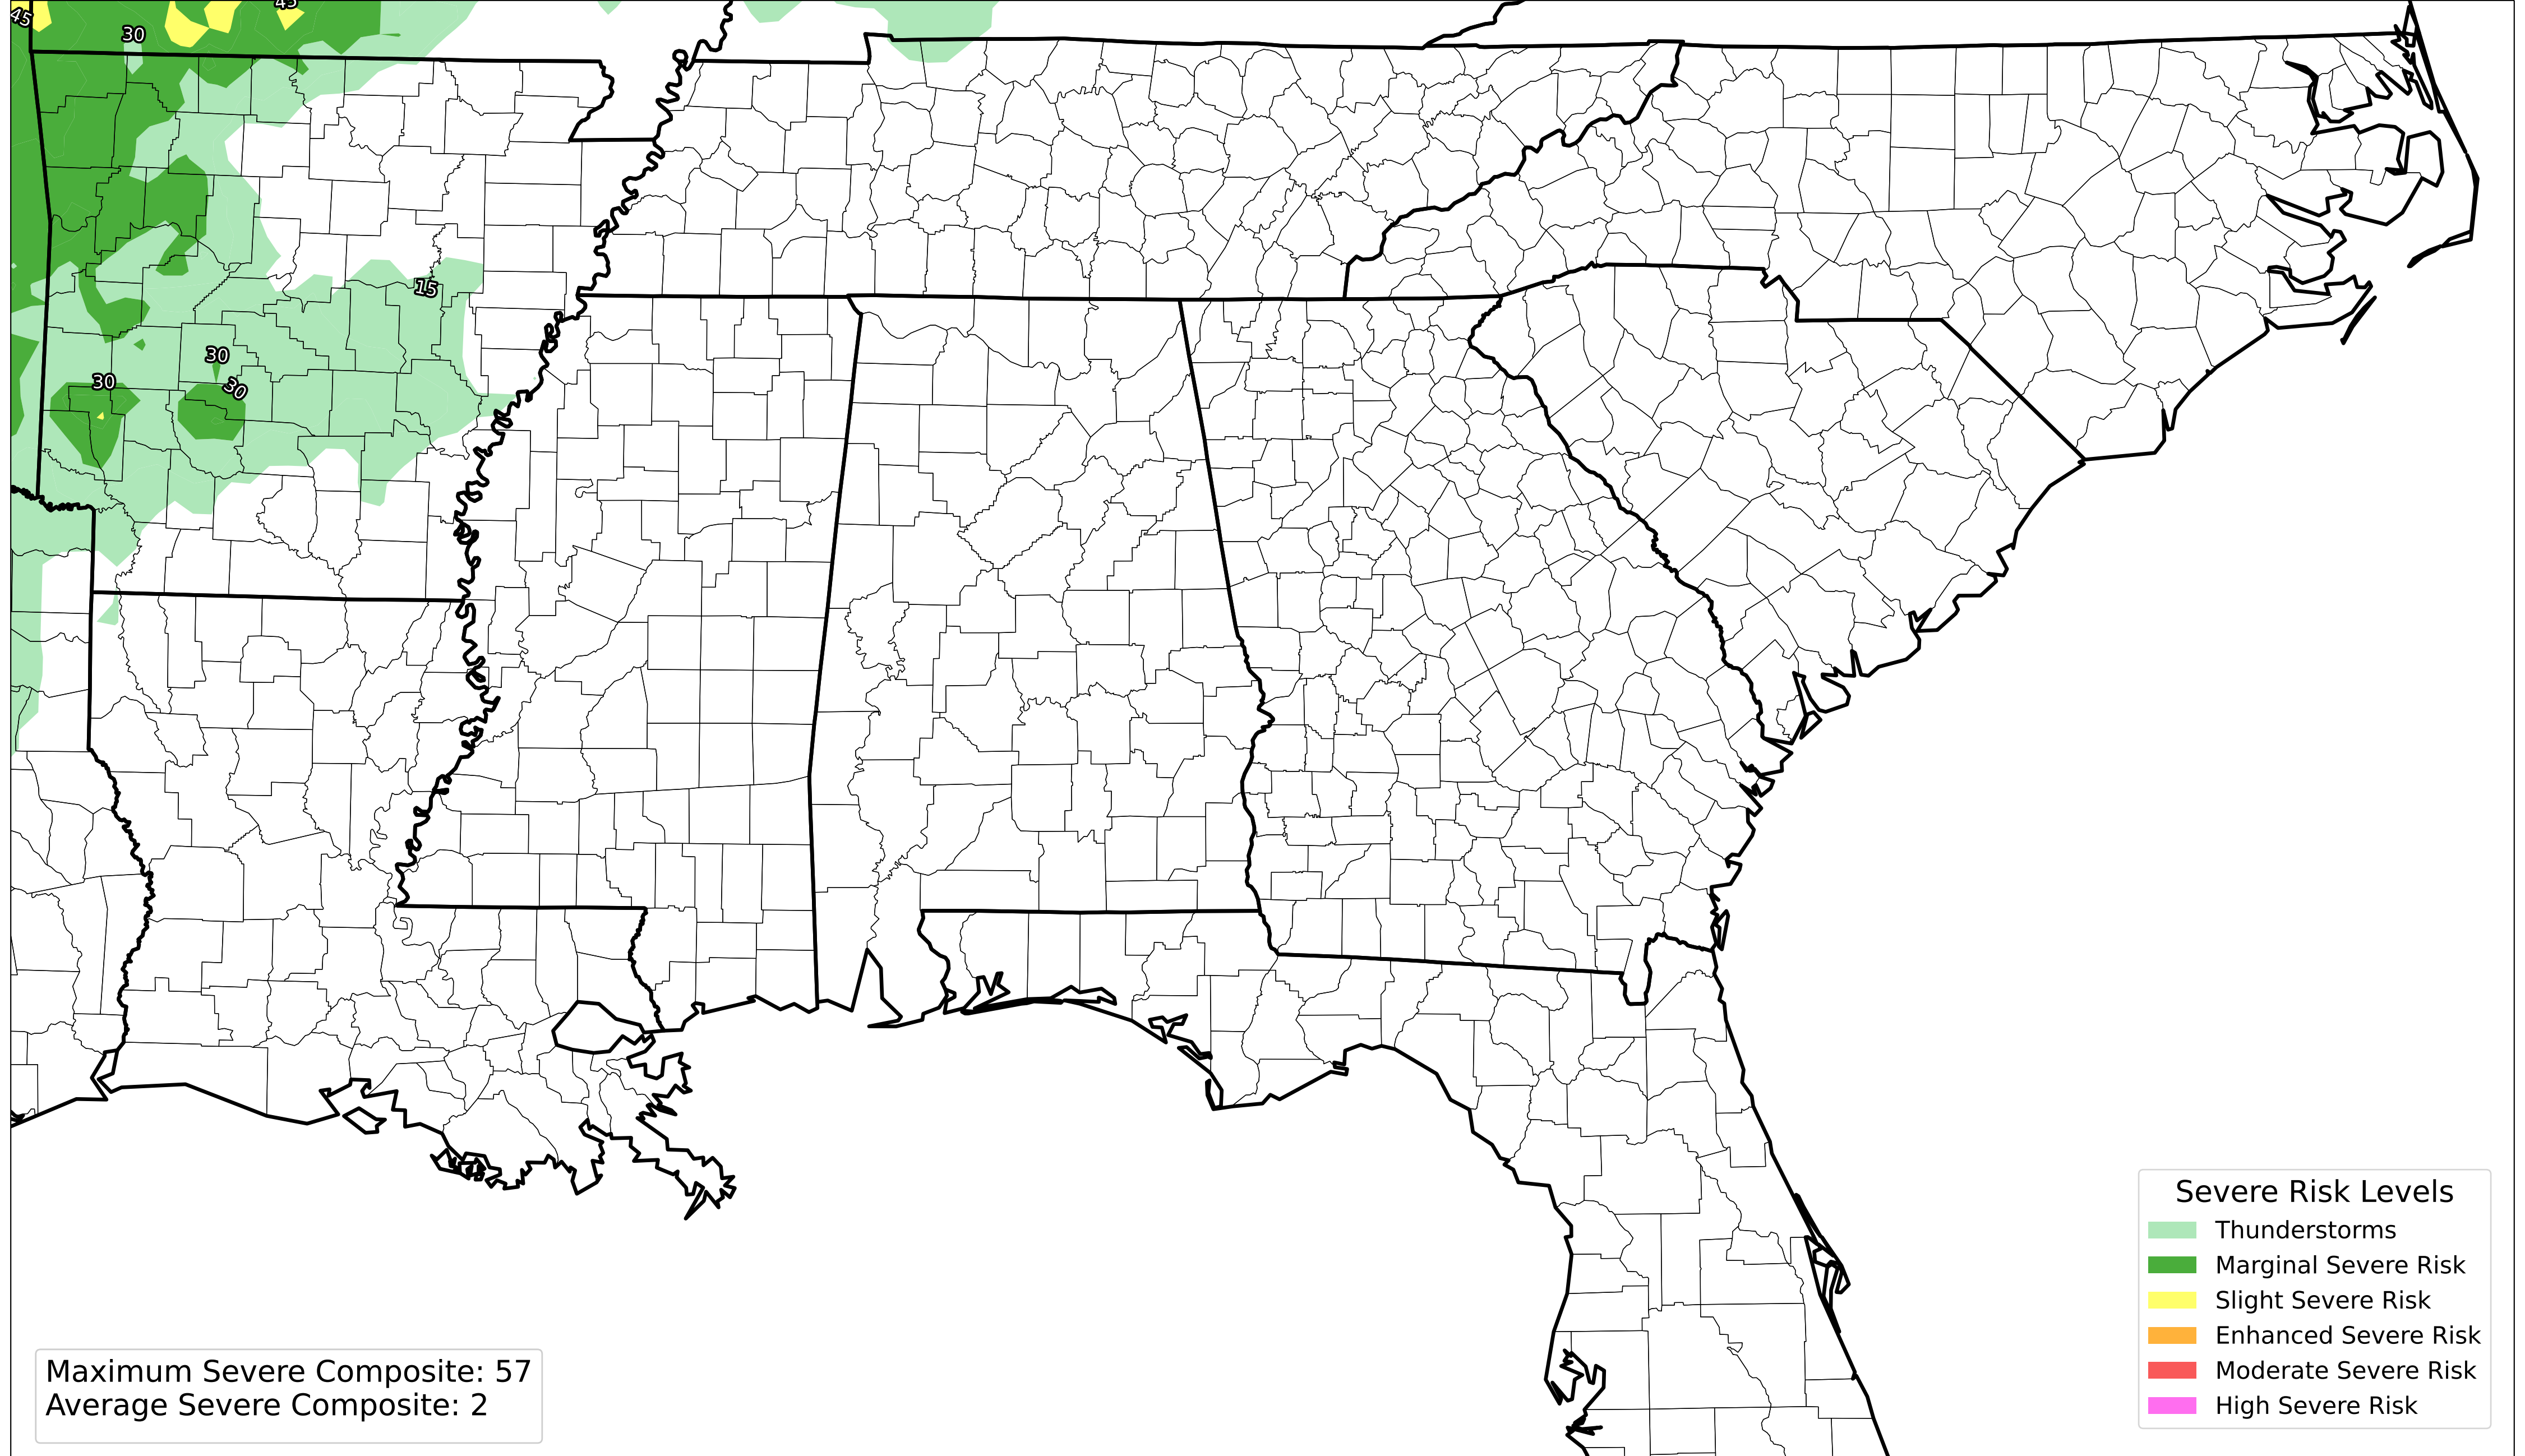 45
45
30
15
30
30
30
Severe Risk Levels
Thunderstorms
Marginal Severe Risk
Slight Severe Risk
Enhanced Severe Risk
Moderate Severe Risk
High Severe Risk
Maximum Severe Composite: 57
Average Severe Composite: 2